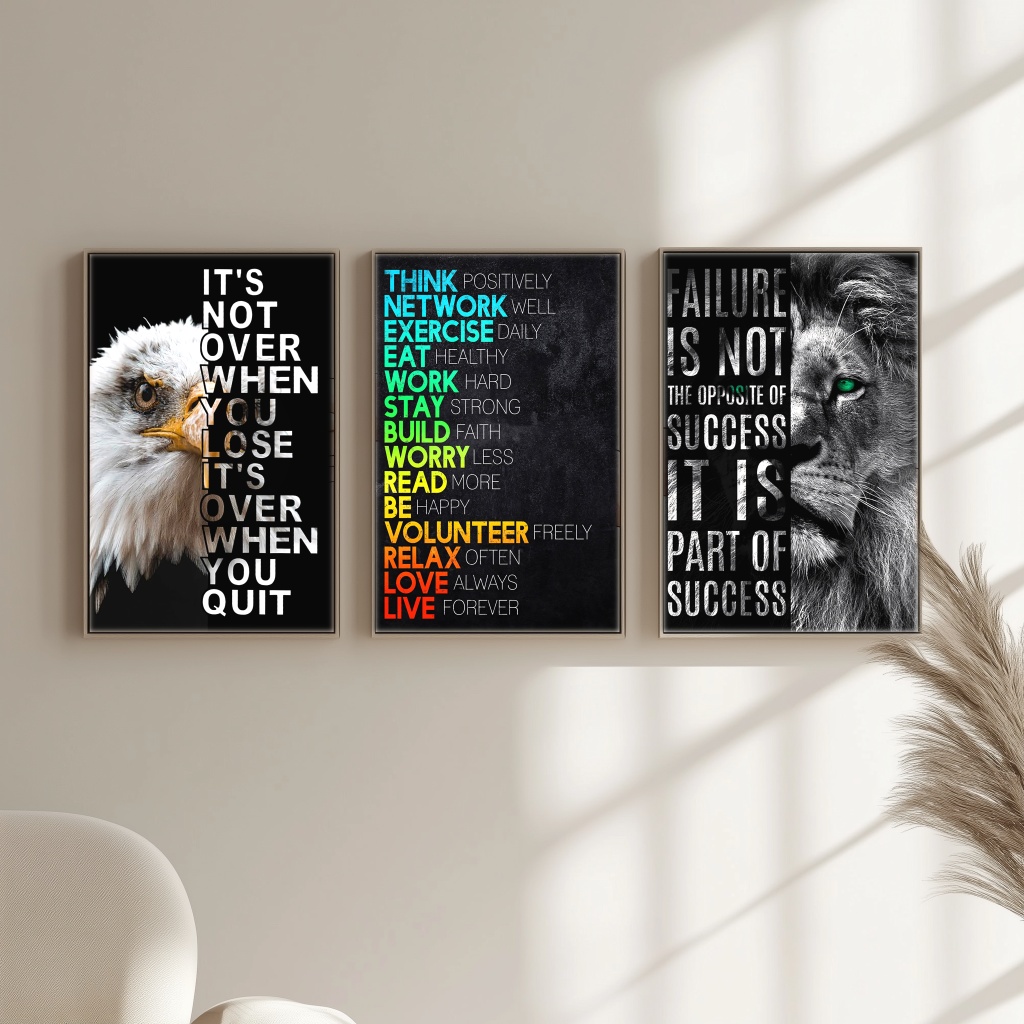 IT'S
NOT
OVER
WHEN
YOU
LOSE
IT'S
OVER
WHEN
YOU
QUIT
THINK POSITIVELY
NETWORK WELL
EXERCISE DAILY
EAT HEALTHY
WORK HARD
STAY STRONG
BUILD FAITH
WORRY LESS
READ MORE
BE HAPPY
VOLUNTEER FREELY
RELAX OFTEN
LOVE ALWAYS
LIVE FOREVER
FAILURE
IS NOT
THE OPPOSITE OF
SUCCESS
IT IS
PART OF
SUCCESS